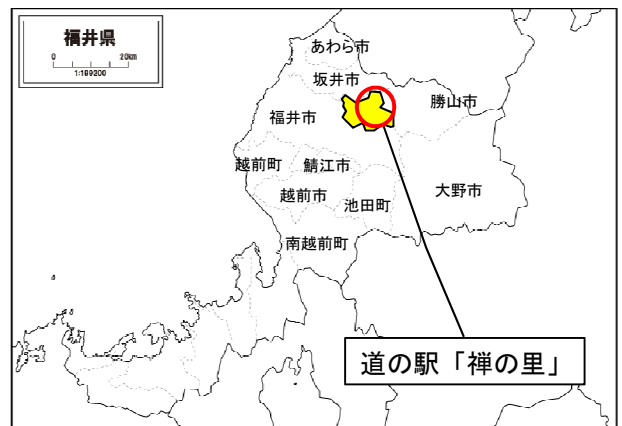 福井県
0 20km
1:189200
あわら市
坂井市
勝山市
福井市
越前町
鯖江市
越前市
池田町
大野市
南越前町
道の駅「禅の里」